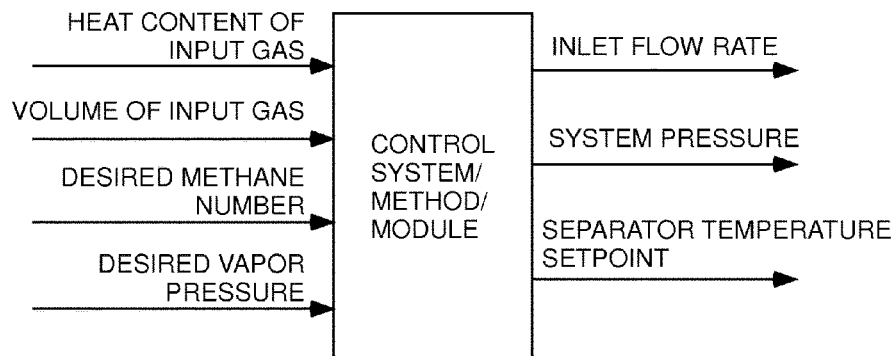 HEAT CONTENT OF
INPUT GAS
VOLUME OF INPUT GAS
DESIRED METHANE
NUMBER
DESIRED VAPOR
PRESSURE
CONTROL
SYSTEM/
METHOD/
MODULE
INLET FLOW RATE
SYSTEM PRESSURE
SEPARATOR TEMPERATURE
SETPOINT